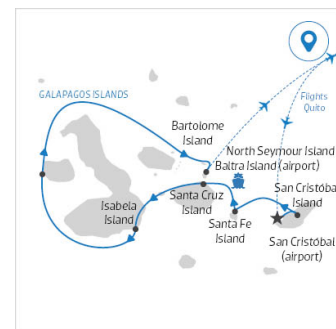 GALAPAGOS ISLANDS
Flights
Quito
Bartolome
Island
North Seymour Island
Baltra Island (airport)
San Cristóbal
Island
Santa Cruz
Island
Isabela
Island
Santa Fe
Island
San Cristóbal
(airport)